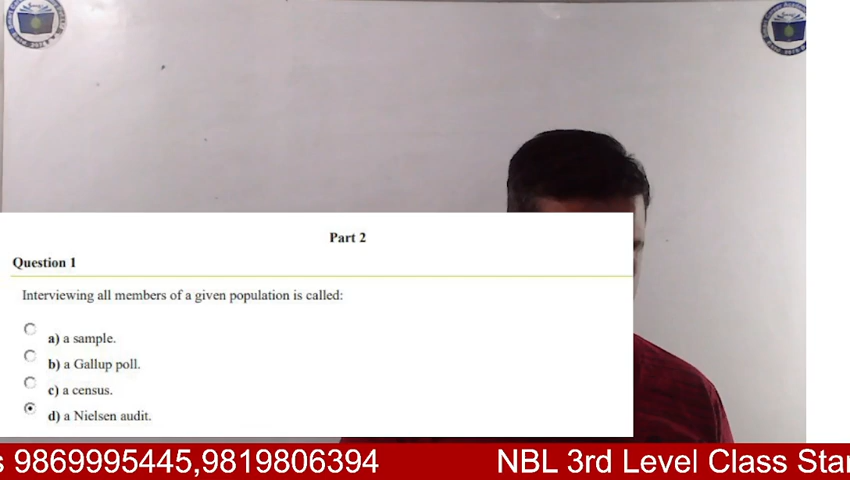 Part 2
Question 1
Interviewing all members of a given population is called:
a) a sample.
b) a Gallup poll.
c) a census.
d) a Nielsen audit.
s 9869995445,9819806394 NBL 3rd Level Class Star